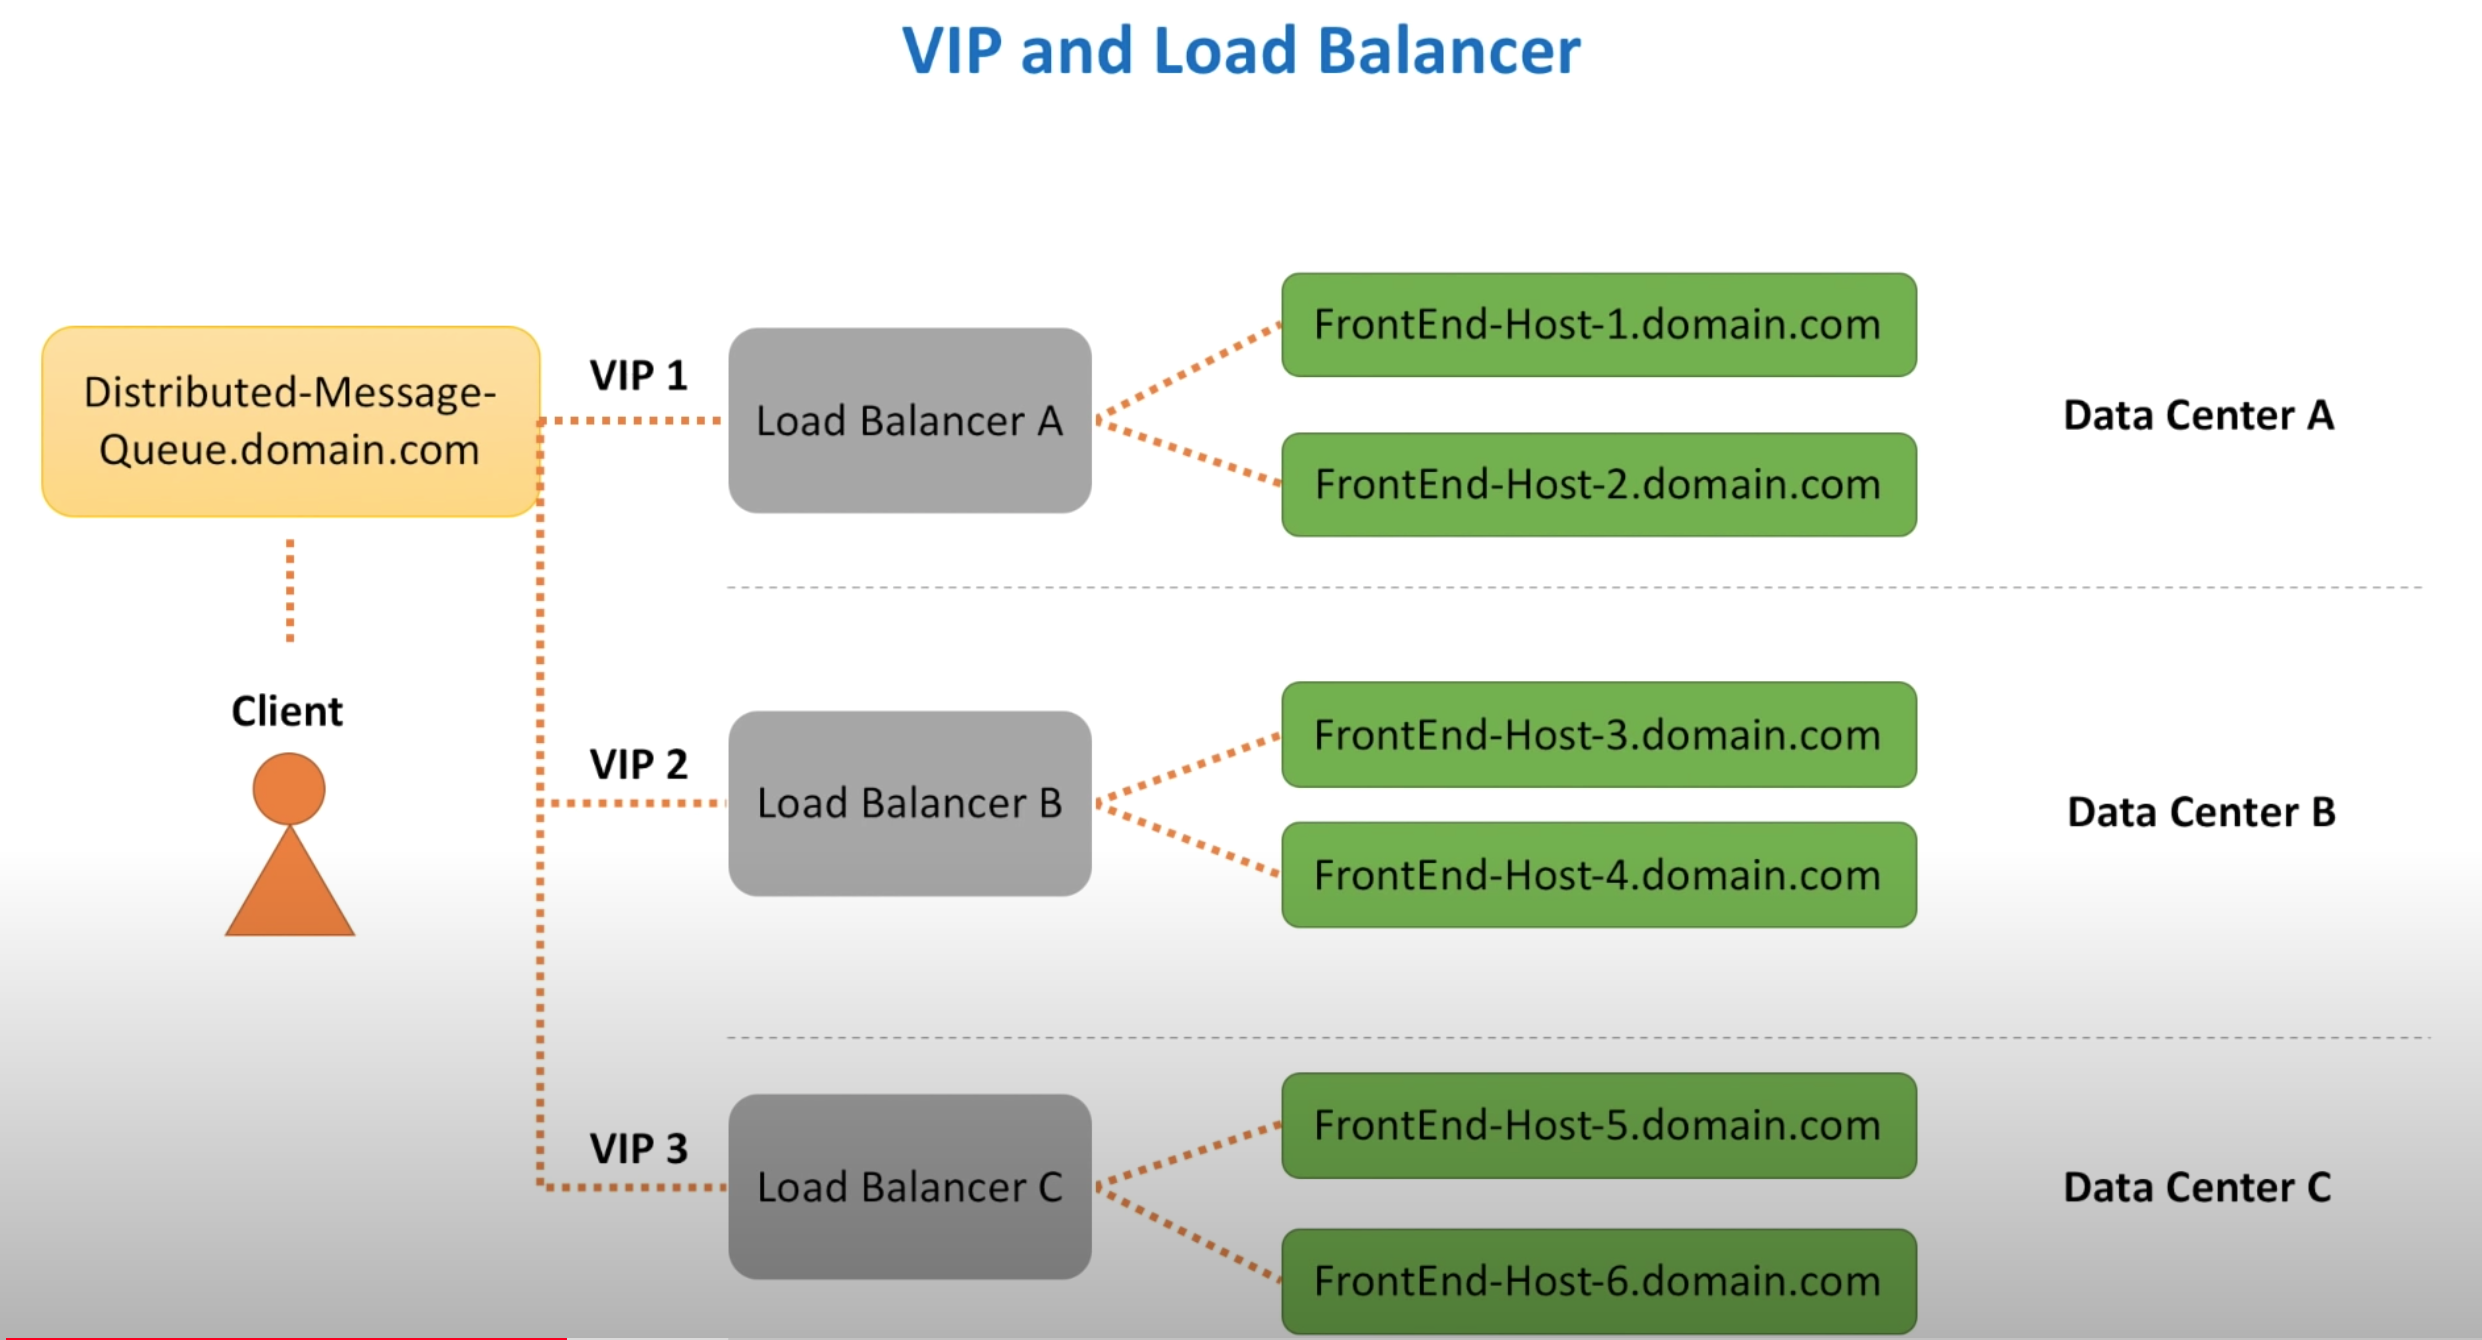 VIP and Load Balancer
Distributed-Message-
Queue.domain.com
Client
VIP 1
Load Balancer A
FrontEnd-Host-1.domain.com
FrontEnd-Host-2.domain.com
Data Center A
VIP 2
Load Balancer B
FrontEnd-Host-3.domain.com
FrontEnd-Host-4.domain.com
Data Center B
VIP 3
Load Balancer C
FrontEnd-Host-5.domain.com
FrontEnd-Host-6.domain.com
Data Center C